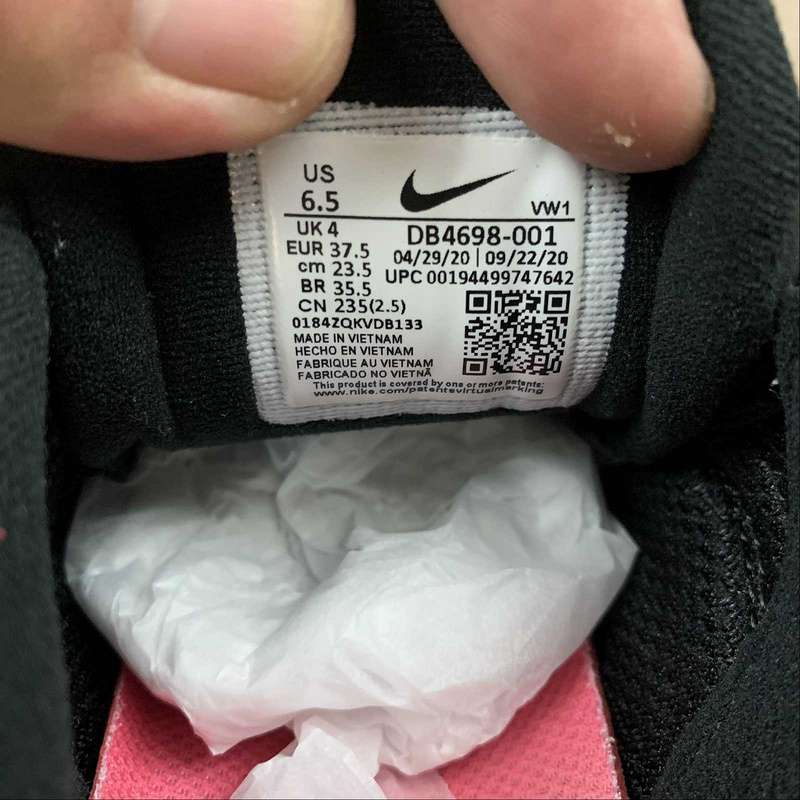 US
6.5
VW1
UK 4
EUR 37.5
cm 23.5
BR 35.5
CN 235(2.5)
DB4698-001
04/29/20 | 09/22/20
UPC 00194499747642
0184ZQKVDB133
MADE IN VIETNAM
HECHO EN VIETNAM
FABRIQUE AU VIETNAM
FABRICADO NO VIETNÃ
This product is covered by one or more patents:
www.nike.com/patentsvirtualmarking